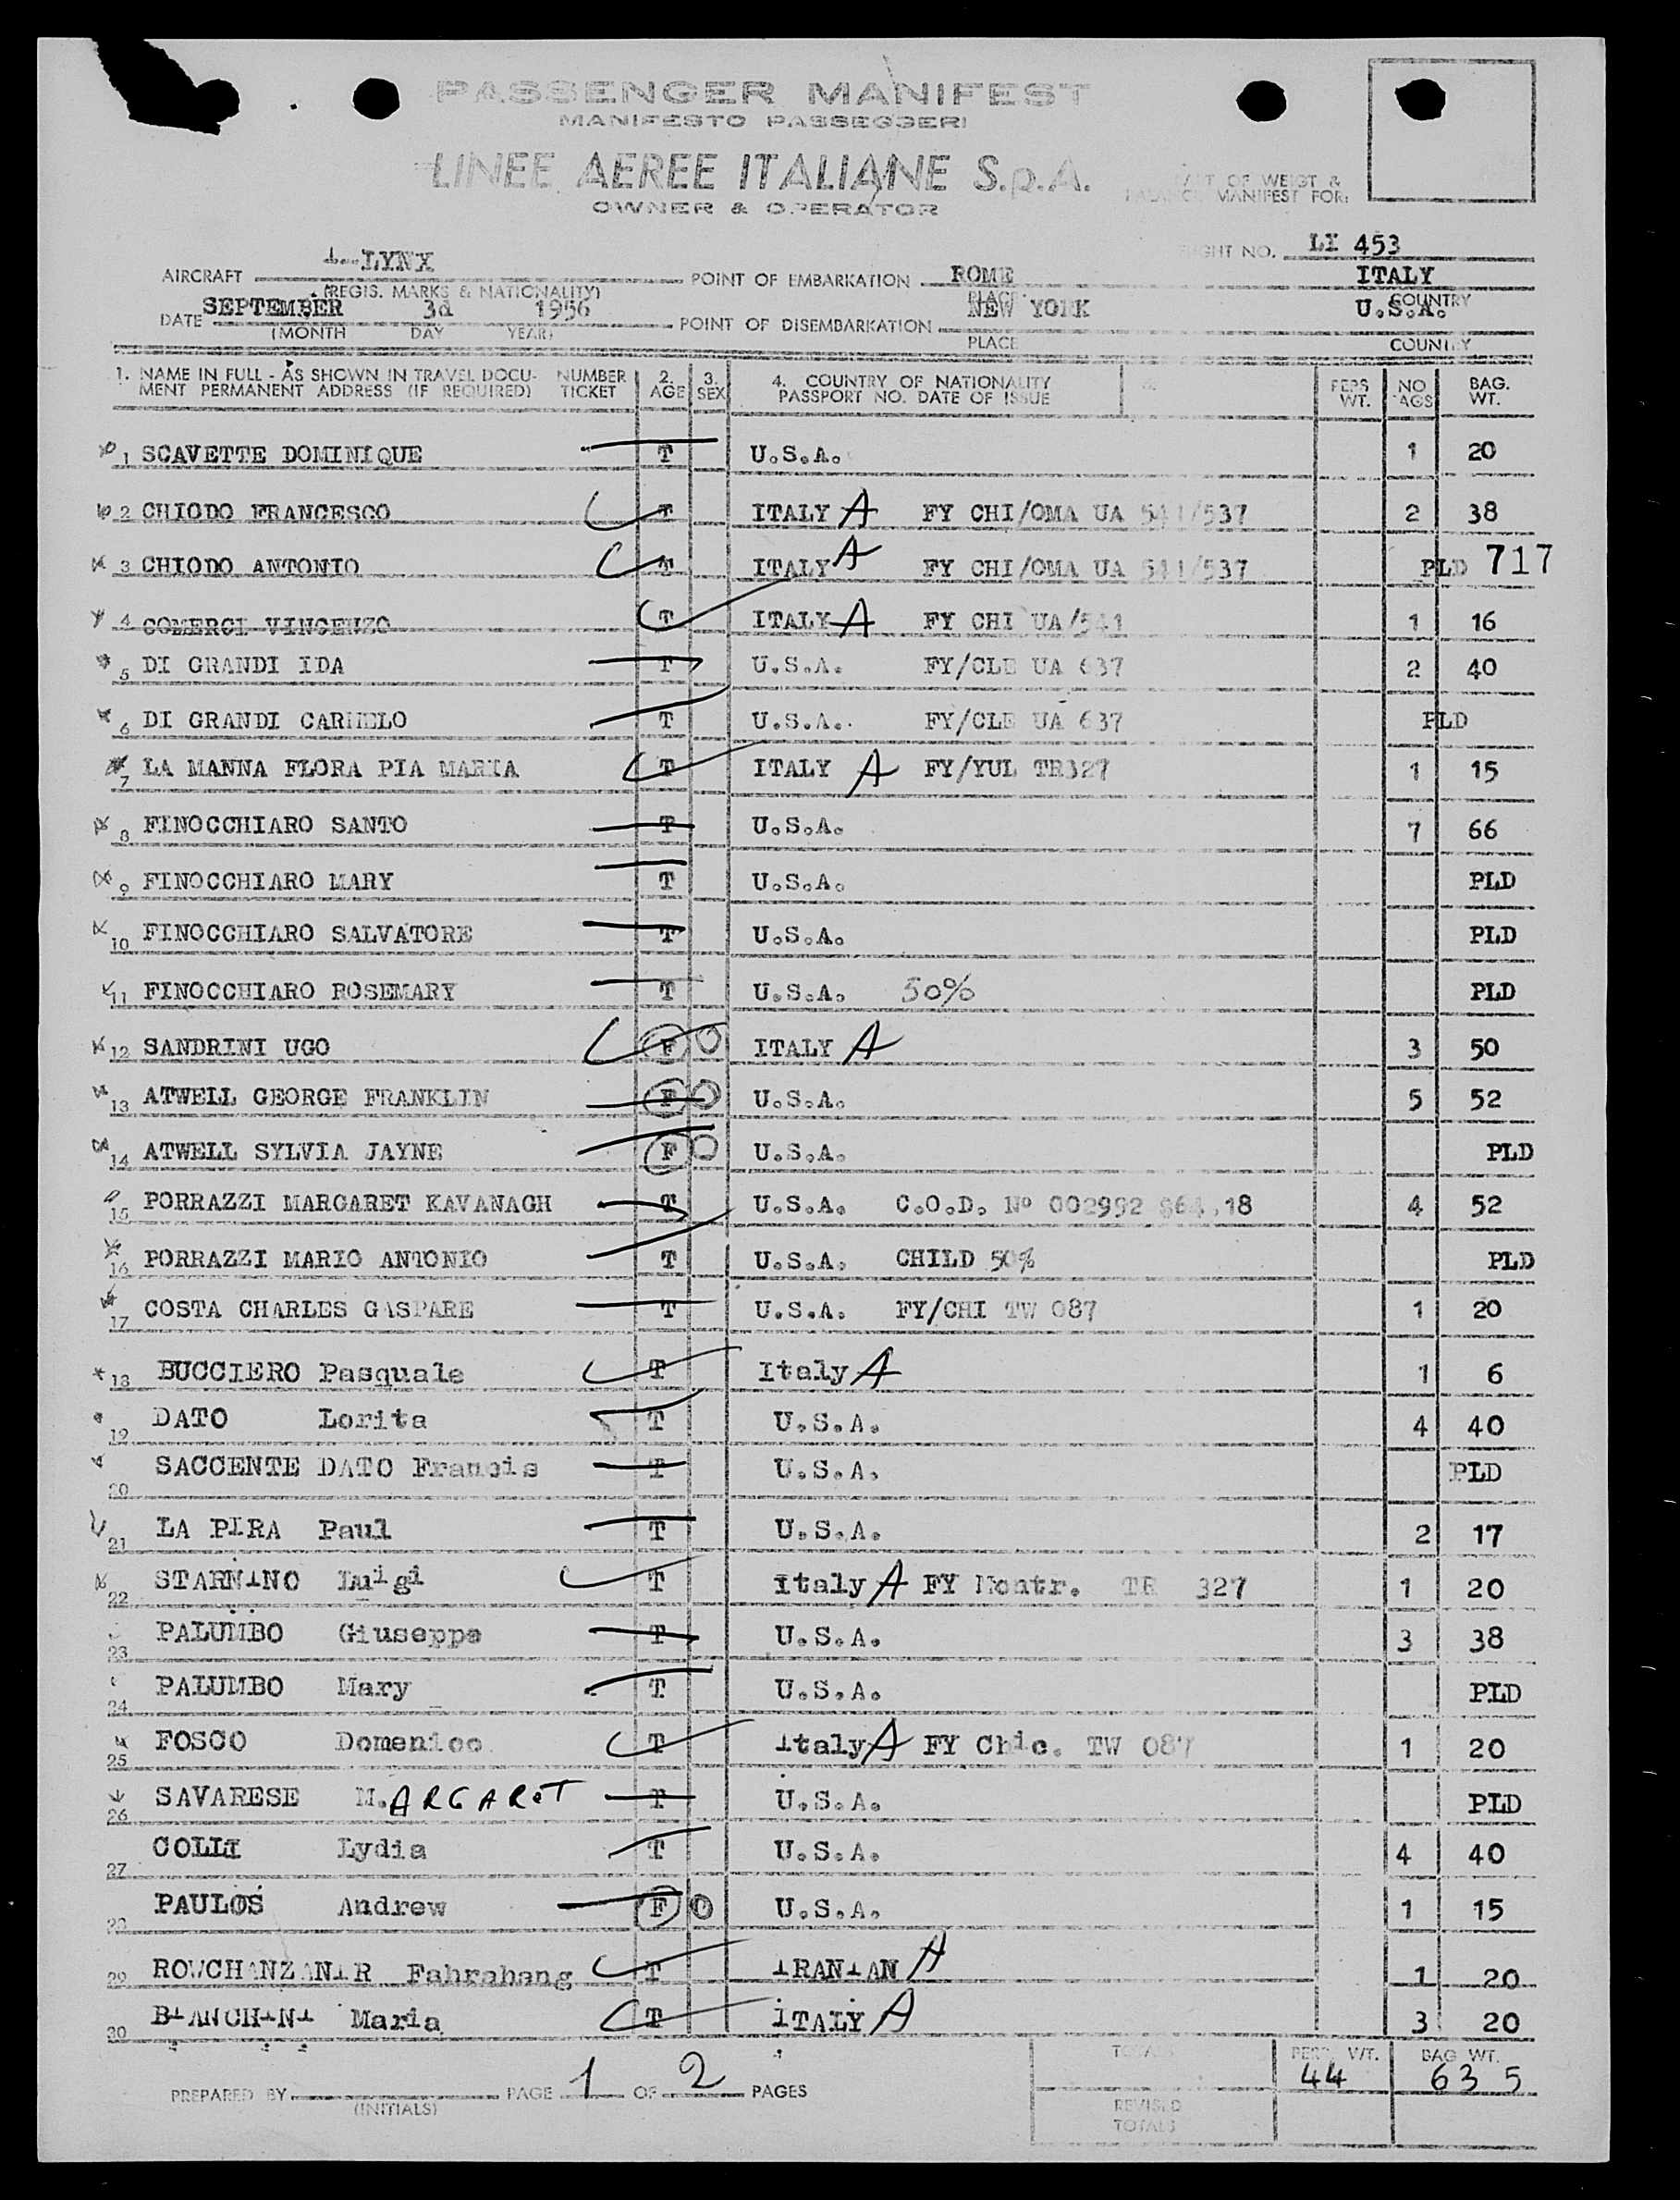 PASSENGER MANIFEST
MANIFESTO PASSEGGERI
LINEE AEREE ITALIANE S.p.A.
OWNER & OPERATOR
OF WEIGT &
MANIFEST FOR:
FLIGHT NO. LI 453
AIRCRAFT I-LYNX POINT OF EMBARKATION ROME ITALY
(REGIS. MARKS & NATIONALITY) PLACE COUNTRY
DATE SEPTEMBER 3d 1956 POINT OF DISEMBARKATION NEW YORK U.S.A.
(MONTH DAY YEAR) PLACE COUNTRY
1. NAME IN FULL - AS SHOWN IN TRAVEL DOCU- NUMBER 2. 3. 4. COUNTRY OF NATIONALITY PERS NO BAG.
MENT PERMANENT ADDRESS (IF REQUIRED) TICKET AGE SEX PASSPORT NO. DATE OF ISSUE WT. AGS WT.
1 SCAVETTE DOMINIQUE T U.S.A. 1 20
2 CHIODO FRANCESCO T ITALY A FY CHI/OMA UA 541/537 2 38
3 CHIODO ANTONIO T ITALY A FY CHI/OMA UA 541/537 PLD 717
4 COMERCI VINCENZO T ITALY A FY CHI UA/541 1 16
5 DI GRANDI IDA T U.S.A. FY/CLE UA 637 2 40
6 DI GRANDI CARMELO T U.S.A. FY/CLE UA 637 PLD
7 LA MANNA FLORA PIA MARIA T ITALY A FY/YUL TR327 1 15
8 FINOCCHIARO SANTO T U.S.A. 7 66
9 FINOCCHIARO MARY T U.S.A. PLD
10 FINOCCHIARO SALVATORE T U.S.A. PLD
11 FINOCCHIARO ROSEMARY T U.S.A. 50% PLD
12 SANDRINI UGO F ITALY A 3 50
13 ATWELL GEORGE FRANKLIN F U.S.A. 5 52
14 ATWELL SYLVIA JAYNE F U.S.A. PLD
15 PORRAZZI MARGARET KAVANAGH T U.S.A. C.O.D. Nº 002992 $64.18 4 52
16 PORRAZZI MARIO ANTONIO T U.S.A. CHILD 50% PLD
17 COSTA CHARLES GASPARE T U.S.A. FY/CHI TW 087 1 20
18 BUCCIERO Pasquale T Italy A 1 6
19 DATO Lorita T U.S.A. 4 40
20 SACCENTE DATO Francis T U.S.A. PLD
21 LA PIRA Paul T U.S.A. 2 17
22 STARNINO Luigi T Italy A FY Montr. TR 327 1 20
23 PALUMBO Giuseppe T U.S.A. 3 38
24 PALUMBO Mary T U.S.A. PLD
25 FOSCO Domenico T Italy A FY Chic. TW 087 1 20
26 SAVARESE M.ARGARET T U.S.A. PLD
27 COLLI Lydia T U.S.A. 4 40
28 PAULOS Andrew F U.S.A. 1 15
29 ROWCHANZANIR Fahrahang T IRANIAN A 1 20
30 BIANCHINI Maria T ITALY A 3 20
TOTALS PERS. WT. BAG WT.
44 635
PREPARED BY PAGE 1 OF 2 PAGES
(INITIALS)
REVISED
TOTALS